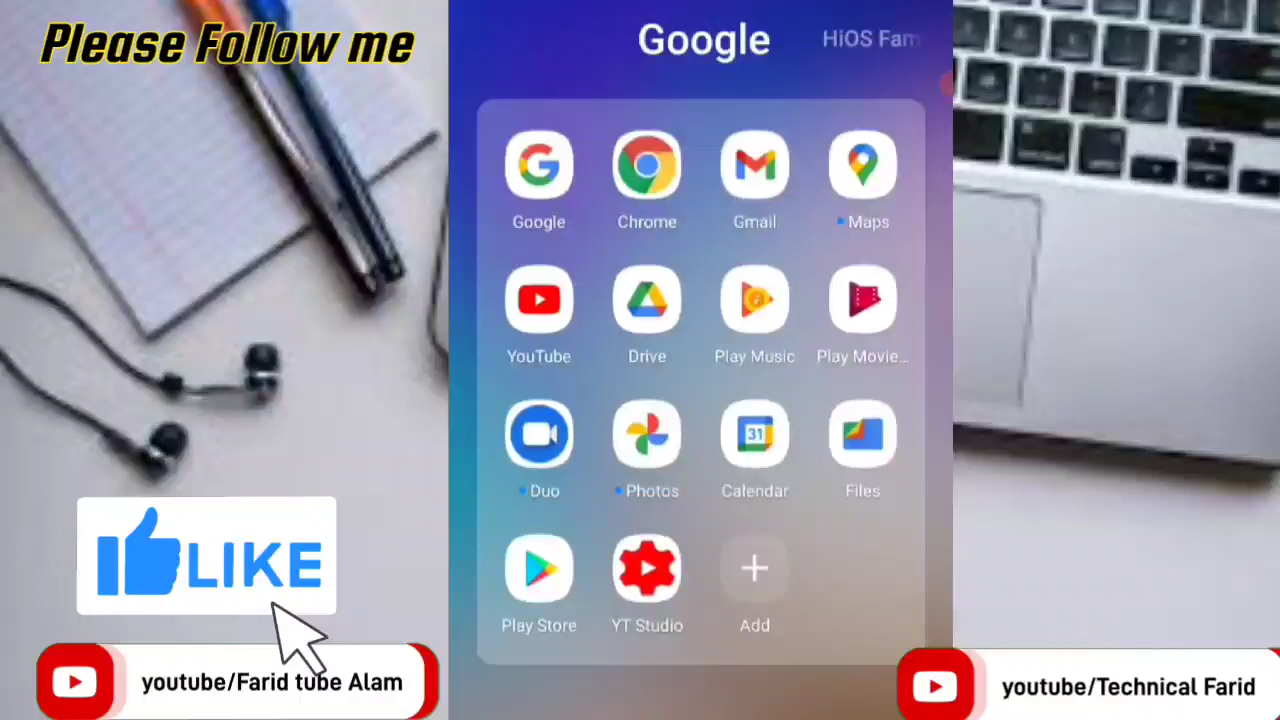 Please Follow me
Google
HiOS Fam
Google
Chrome
Gmail
Maps
YouTube
Drive
Play Music
Play Movie...
Duo
Photos
31
Calendar
Files
Play Store
YT Studio
Add
LIKE
youtube/Farid tube Alam
youtube/Technical Farid